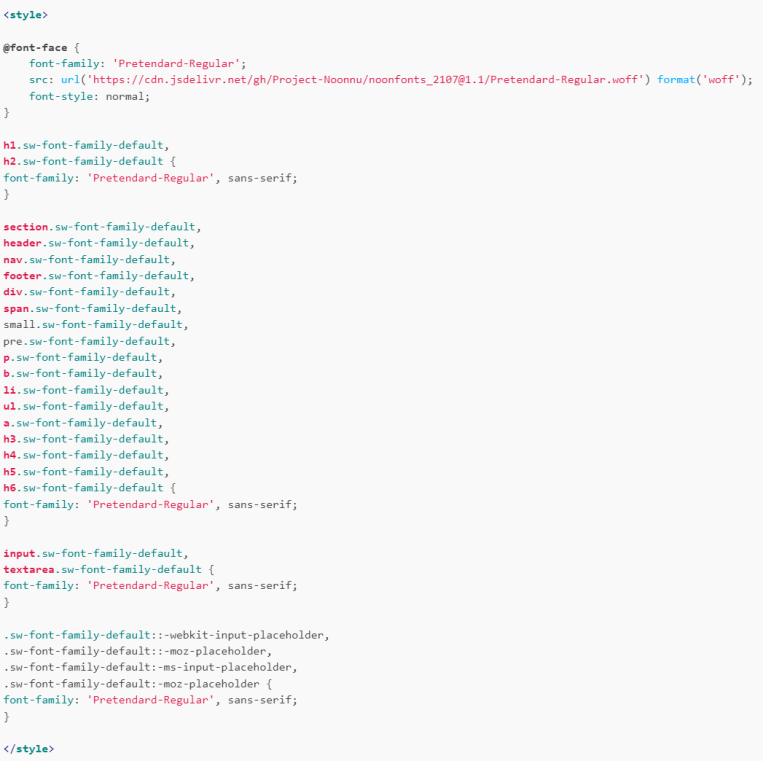 <style>
@font-face {
font-family: 'Pretendard-Regular';
src: url('https://cdn.jsdelivr.net/gh/Project-Noonnu/noonfonts_2107@1.1/Pretendard-Regular.woff') format('woff');
font-style: normal;
}
h1.sw-font-family-default,
h2.sw-font-family-default {
font-family: 'Pretendard-Regular', sans-serif;
}
section.sw-font-family-default,
header.sw-font-family-default,
nav.sw-font-family-default,
footer.sw-font-family-default,
div.sw-font-family-default,
span.sw-font-family-default,
small.sw-font-family-default,
pre.sw-font-family-default,
p.sw-font-family-default,
b.sw-font-family-default,
li.sw-font-family-default,
ul.sw-font-family-default,
a.sw-font-family-default,
h3.sw-font-family-default,
h4.sw-font-family-default,
h5.sw-font-family-default,
h6.sw-font-family-default {
font-family: 'Pretendard-Regular', sans-serif;
}
input.sw-font-family-default,
textarea.sw-font-family-default {
font-family: 'Pretendard-Regular', sans-serif;
}
.sw-font-family-default::-webkit-input-placeholder,
.sw-font-family-default::-moz-placeholder,
.sw-font-family-default:-ms-input-placeholder,
.sw-font-family-default:-moz-placeholder {
font-family: 'Pretendard-Regular', sans-serif;
}
</style>